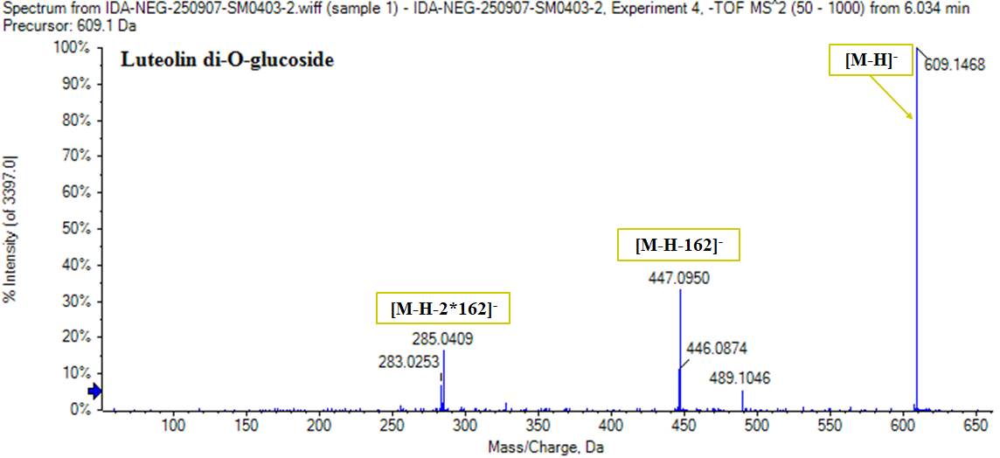 Spectrum from IDA-NEG-250907-SM0403-2.wiff (sample 1) - IDA-NEG-250907-SM0403-2, Experiment 4, -TOF MS^2 (50 - 1000) from 6.034 min
Precursor: 609.1 Da
100%
Luteolin di-O-glucoside
[M-H]-
609.1468
90%
80%
70%
60%
50%
[M-H-162]-
40%
447.0950
30%
[M-H-2*162]-
20%
285.0409
446.0874
283.0253
10%
489.1046
0%
% Intensity (of 3397.0)
100 150 200 250 300 350 400 450 500 550 600 650
Mass/Charge, Da